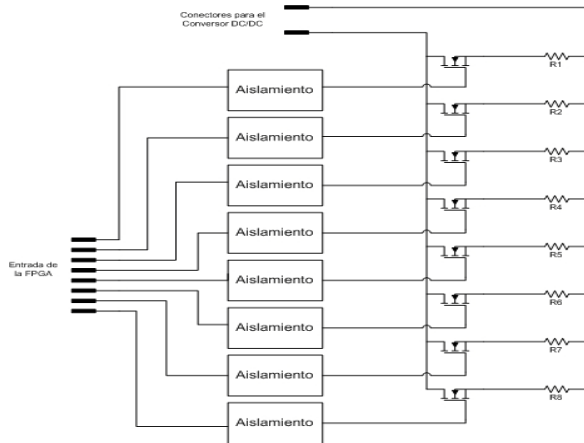 Conectores para el
Conversor DC/DC
R1
Aislamiento
R2
Aislamiento
R3
Aislamiento
R4
Aislamiento
Entrada de
la FPGA
R5
Aislamiento
R6
Aislamiento
R7
Aislamiento
R8
Aislamiento